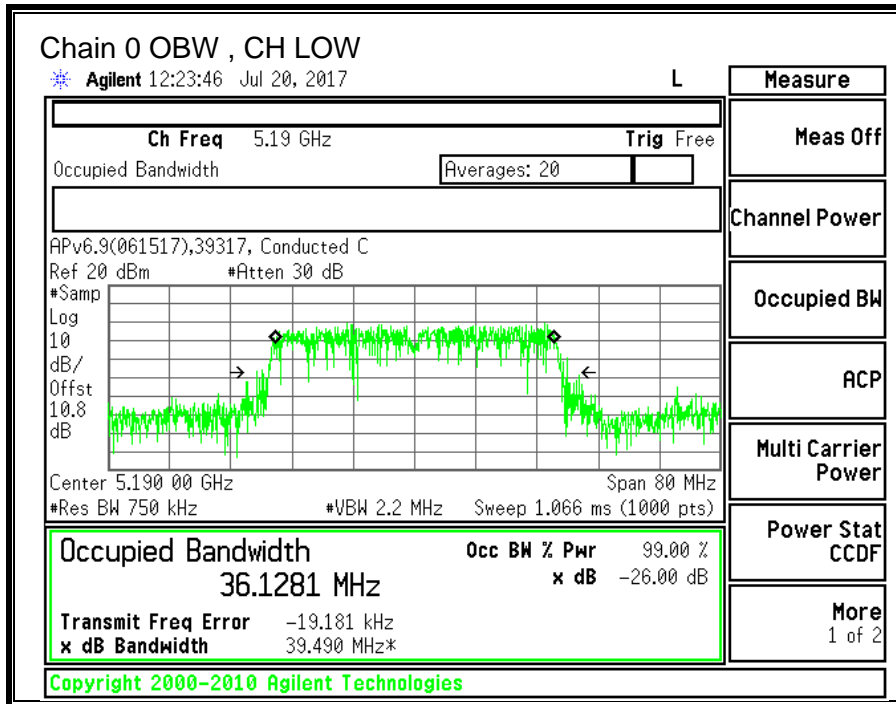 Chain 0 OBW , CH LOW
Agilent 12:23:46 Jul 20, 2017 L
Measure
Ch Freq 5.19 GHz Trig Free
Meas Off
Occupied Bandwidth Averages: 20
Channel Power
APv6.9(061517),39317, Conducted C
Ref 20 dBm #Atten 30 dB
#Samp
Log
10
dB/
Offst
10.8
dB
Occupied BW
ACP
Center 5.190 00 GHz Span 80 MHz
#Res BW 750 kHz #VBW 2.2 MHz Sweep 1.066 ms (1000 pts)
Multi Carrier
Power
Occupied Bandwidth Occ BW % Pwr 99.00 %
36.1281 MHz x dB -26.00 dB
Power Stat
CCDF
Transmit Freq Error -19.181 kHz
x dB Bandwidth 39.490 MHz*
More
1 of 2
Copyright 2000-2010 Agilent Technologies